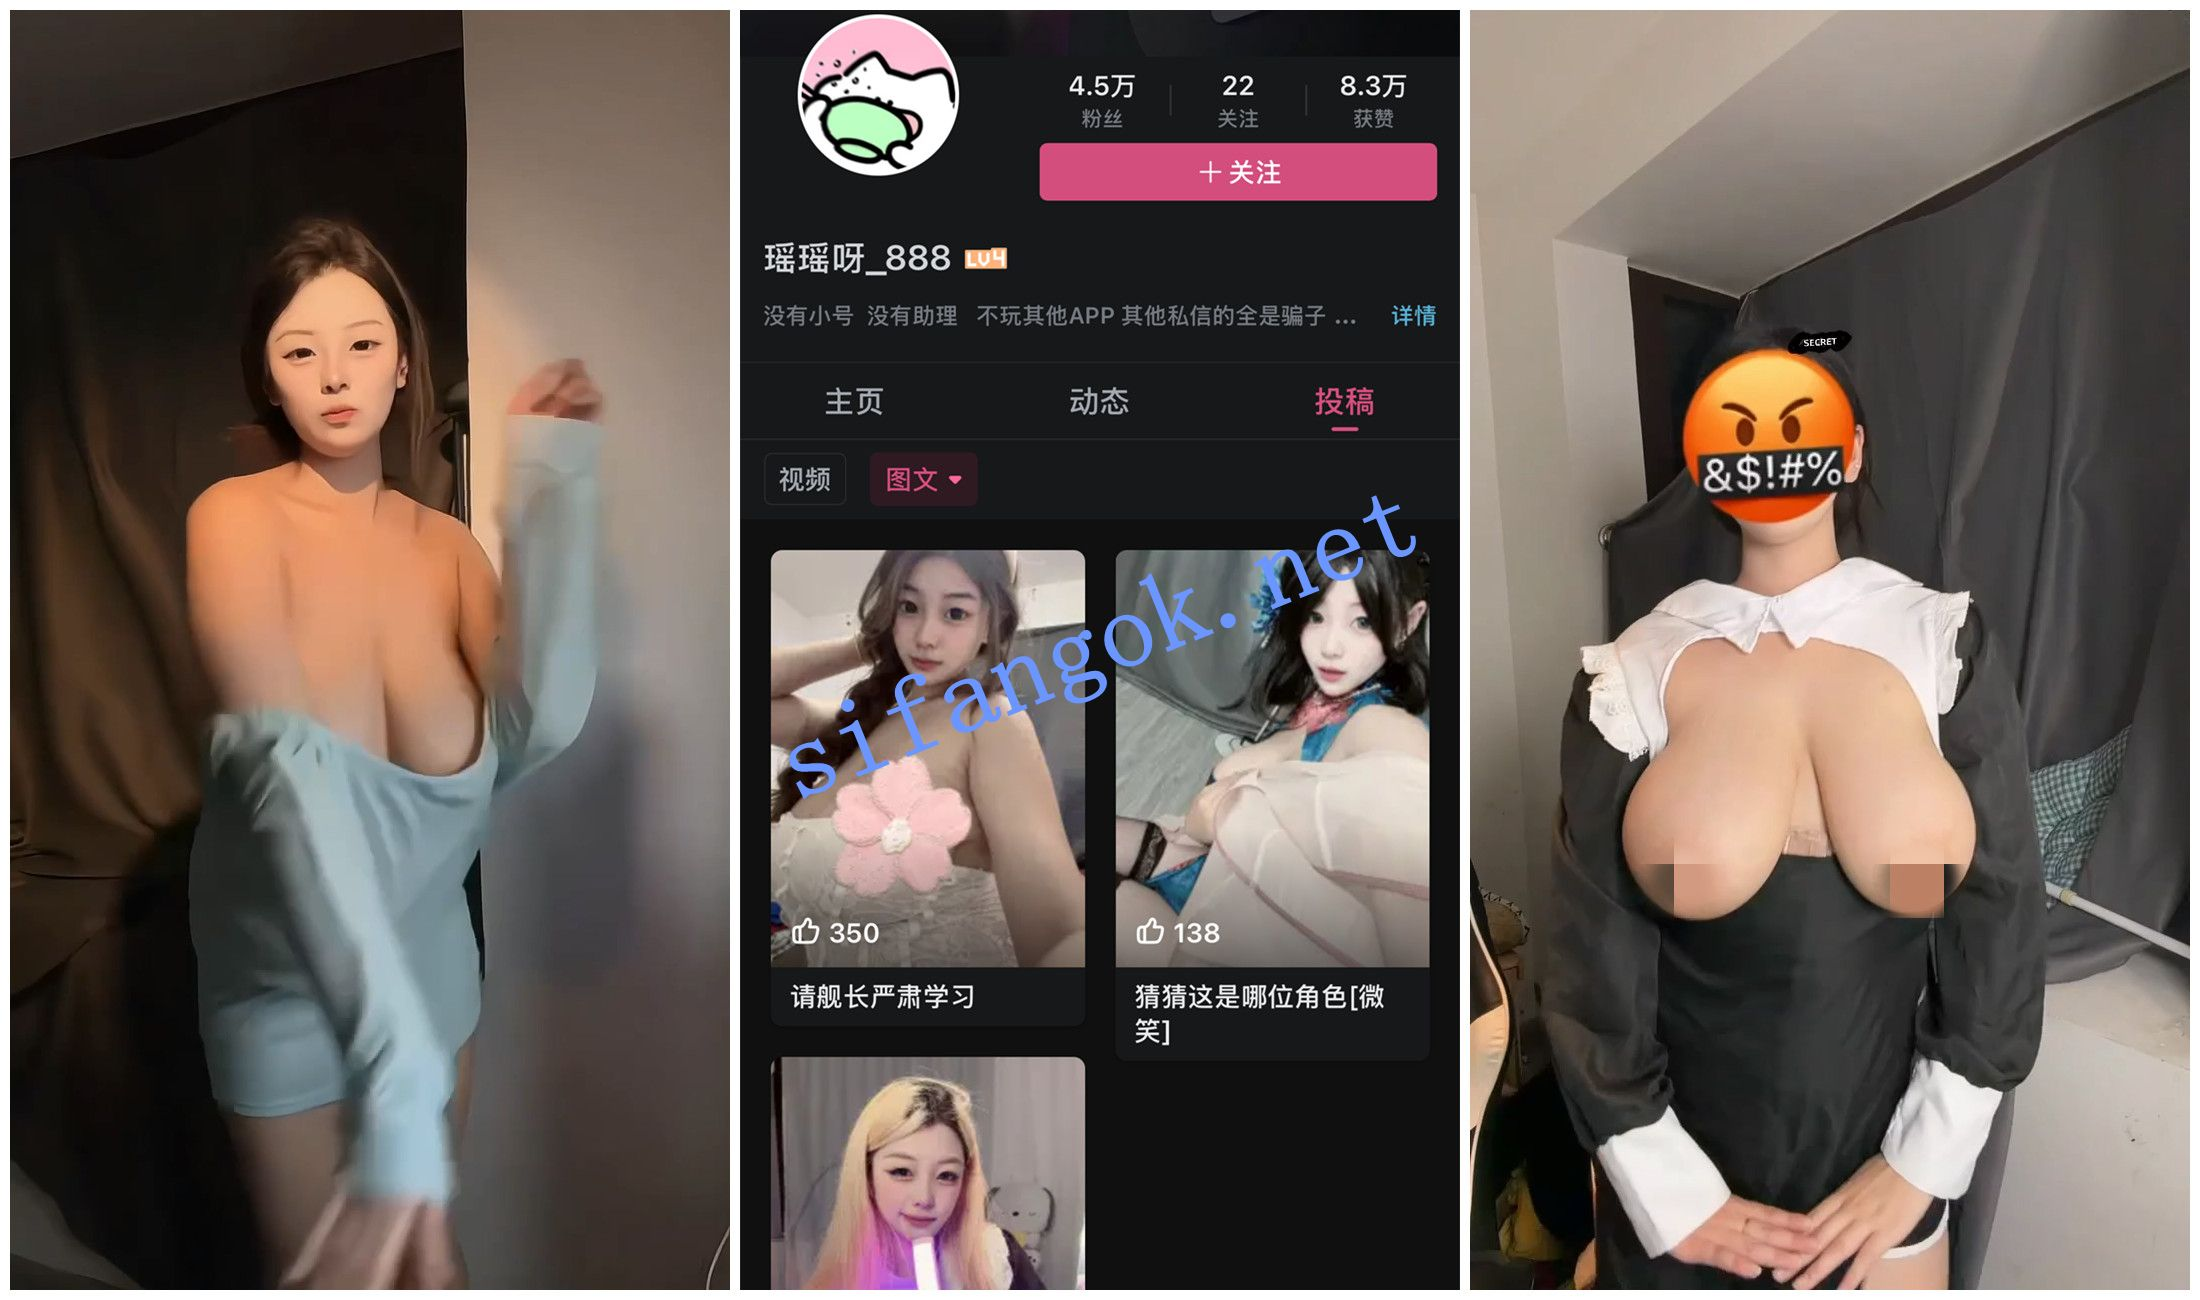 4.5万
22
8.3万
粉丝
关注
获赞
＋关注
瑶瑶呀_888 LV4
没有小号 没有助理 不玩其他APP 其他私信的全是骗子 ... 详情
主页
动态
投稿
视频
图文
sifangok.net
350
138
请舰长严肃学习
猜猜这是哪位角色[微
笑]
SECRET
&$!#%